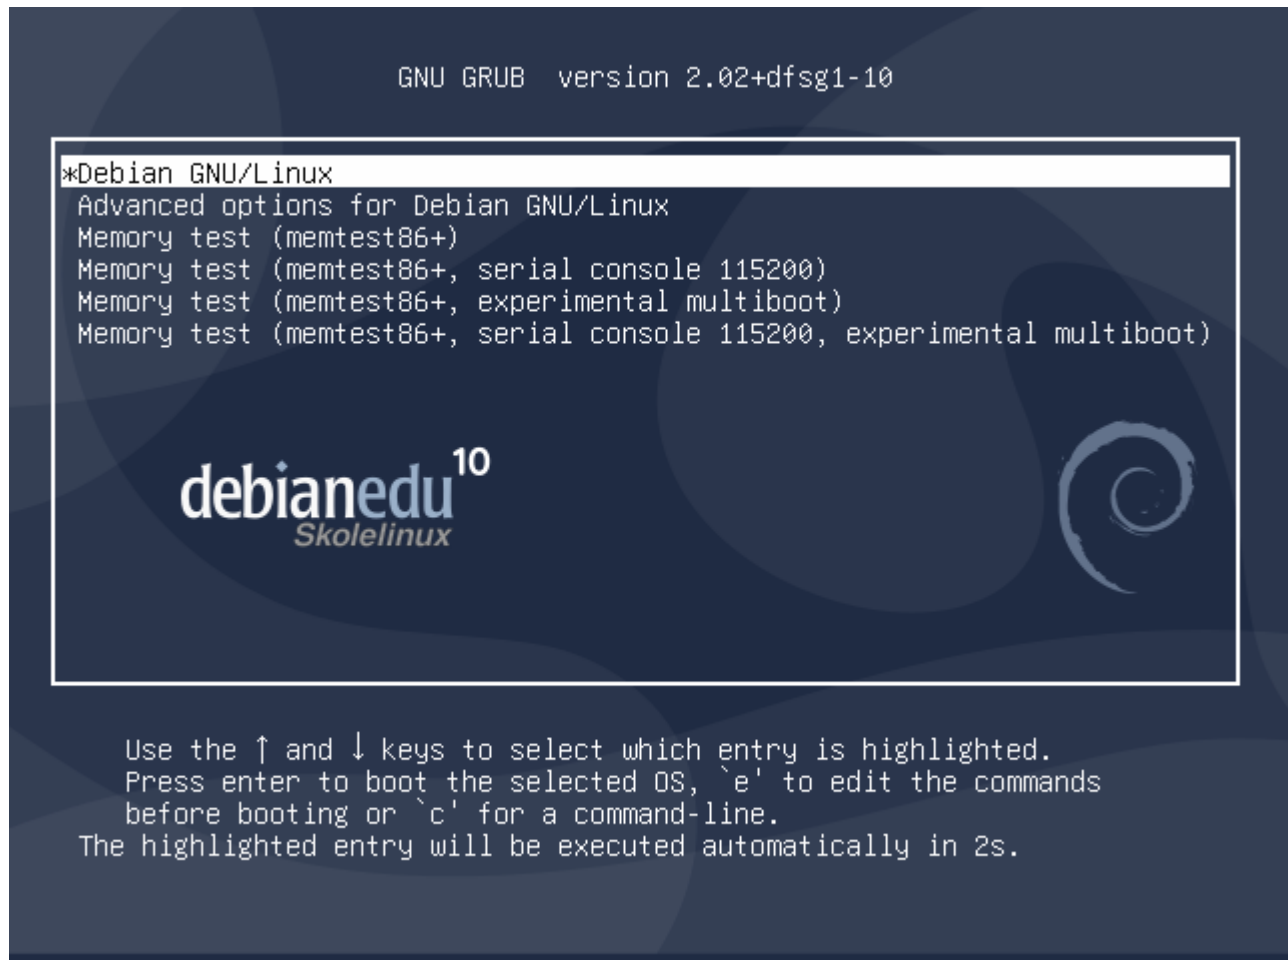 GNU GRUB  version 2.02+dfsg1-10
*Debian GNU/Linux
Advanced options for Debian GNU/Linux
Memory test (memtest86+)
Memory test (memtest86+, serial console 115200)
Memory test (memtest86+, experimental multiboot)
Memory test (memtest86+, serial console 115200, experimental multiboot)
debianedu 10
Skolelinux
Use the ↑ and ↓ keys to select which entry is highlighted.
Press enter to boot the selected OS, `e' to edit the commands
before booting or `c' for a command-line.
The highlighted entry will be executed automatically in 2s.